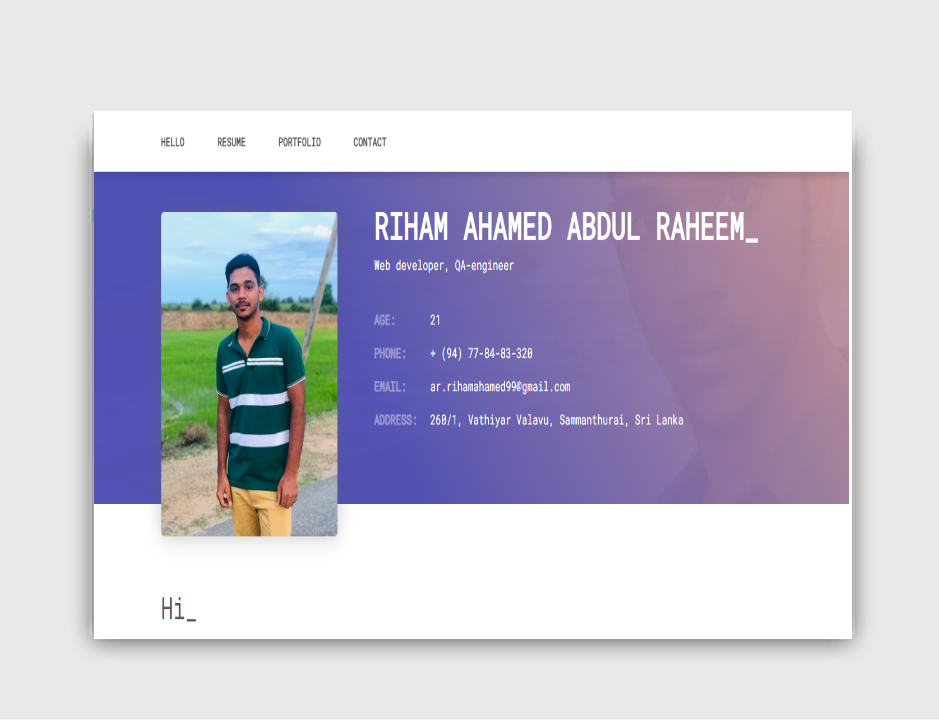 HELLO RESUME PORTFOLIO CONTACT
RIHAM AHAMED ABDUL RAHEEM_
Web developer, QA-engineer
AGE: 21
PHONE: + (94) 77-84-83-320
EMAIL: ar.rihamahamed99@gmail.com
ADDRESS: 260/1, Vathiyar Valavu, Sammanthurai, Sri Lanka
Hi_